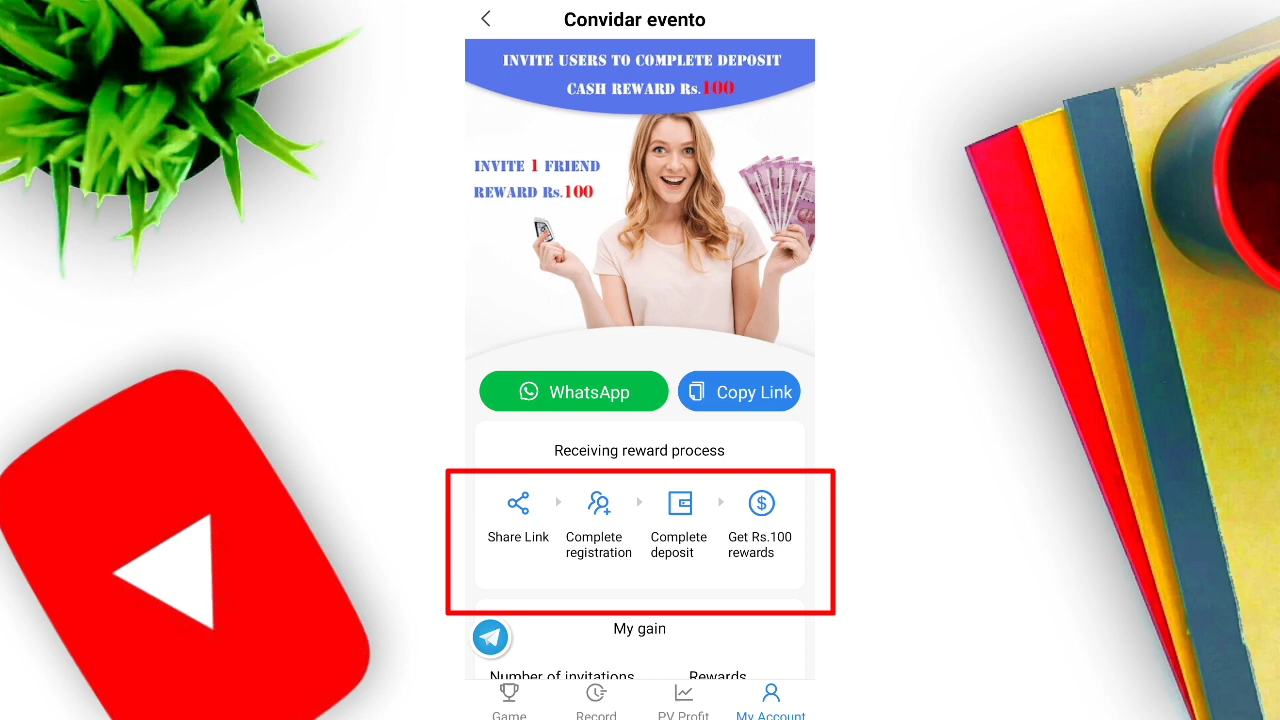 Convidar evento
INVITE USERS TO COMPLETE DEPOSIT
CASH REWARD Rs.100
INVITE 1 FRIEND
REWARD Rs.100
WhatsApp
Copy Link
Receiving reward process
Share Link
Complete
registration
Complete
deposit
Get Rs.100
rewards
My gain
Number of invitations
Rewards
Game
Record
PV Profit
My Account